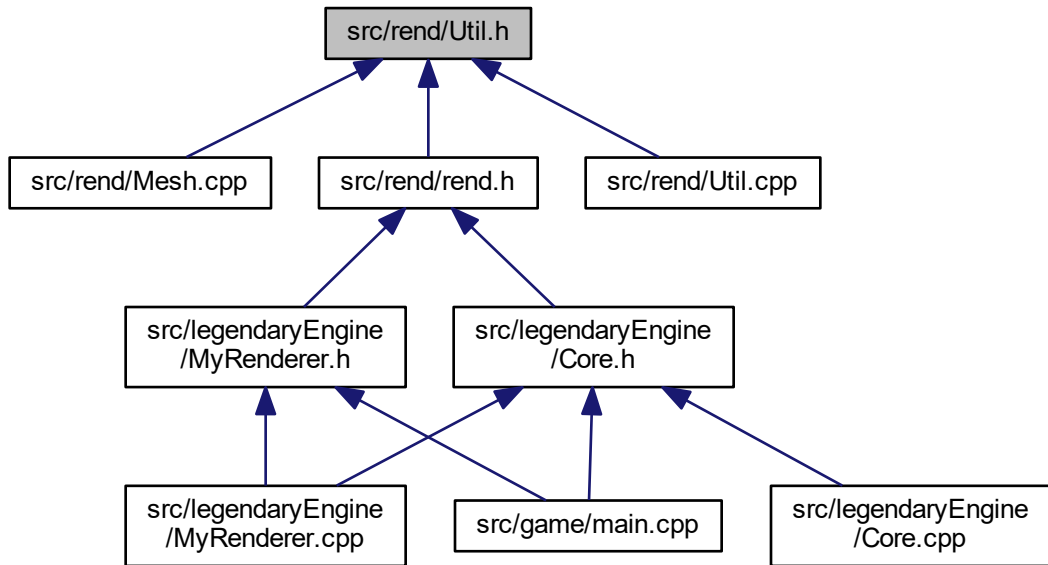 src/rend/Util.h
src/rend/Mesh.cpp
src/rend/rend.h
src/rend/Util.cpp
src/legendaryEngine
/MyRenderer.h
src/legendaryEngine
/Core.h
src/legendaryEngine
/MyRenderer.cpp
src/game/main.cpp
src/legendaryEngine
/Core.cpp